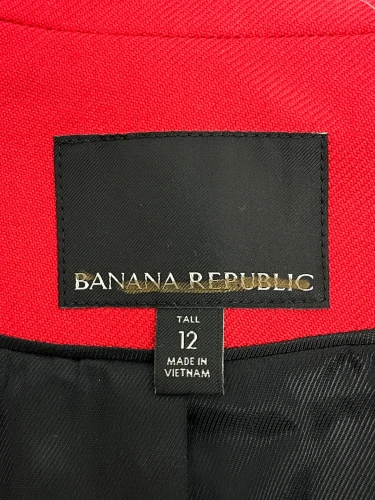 BANANA REPUBLIC
TALL
12
MADE IN
VIETNAM